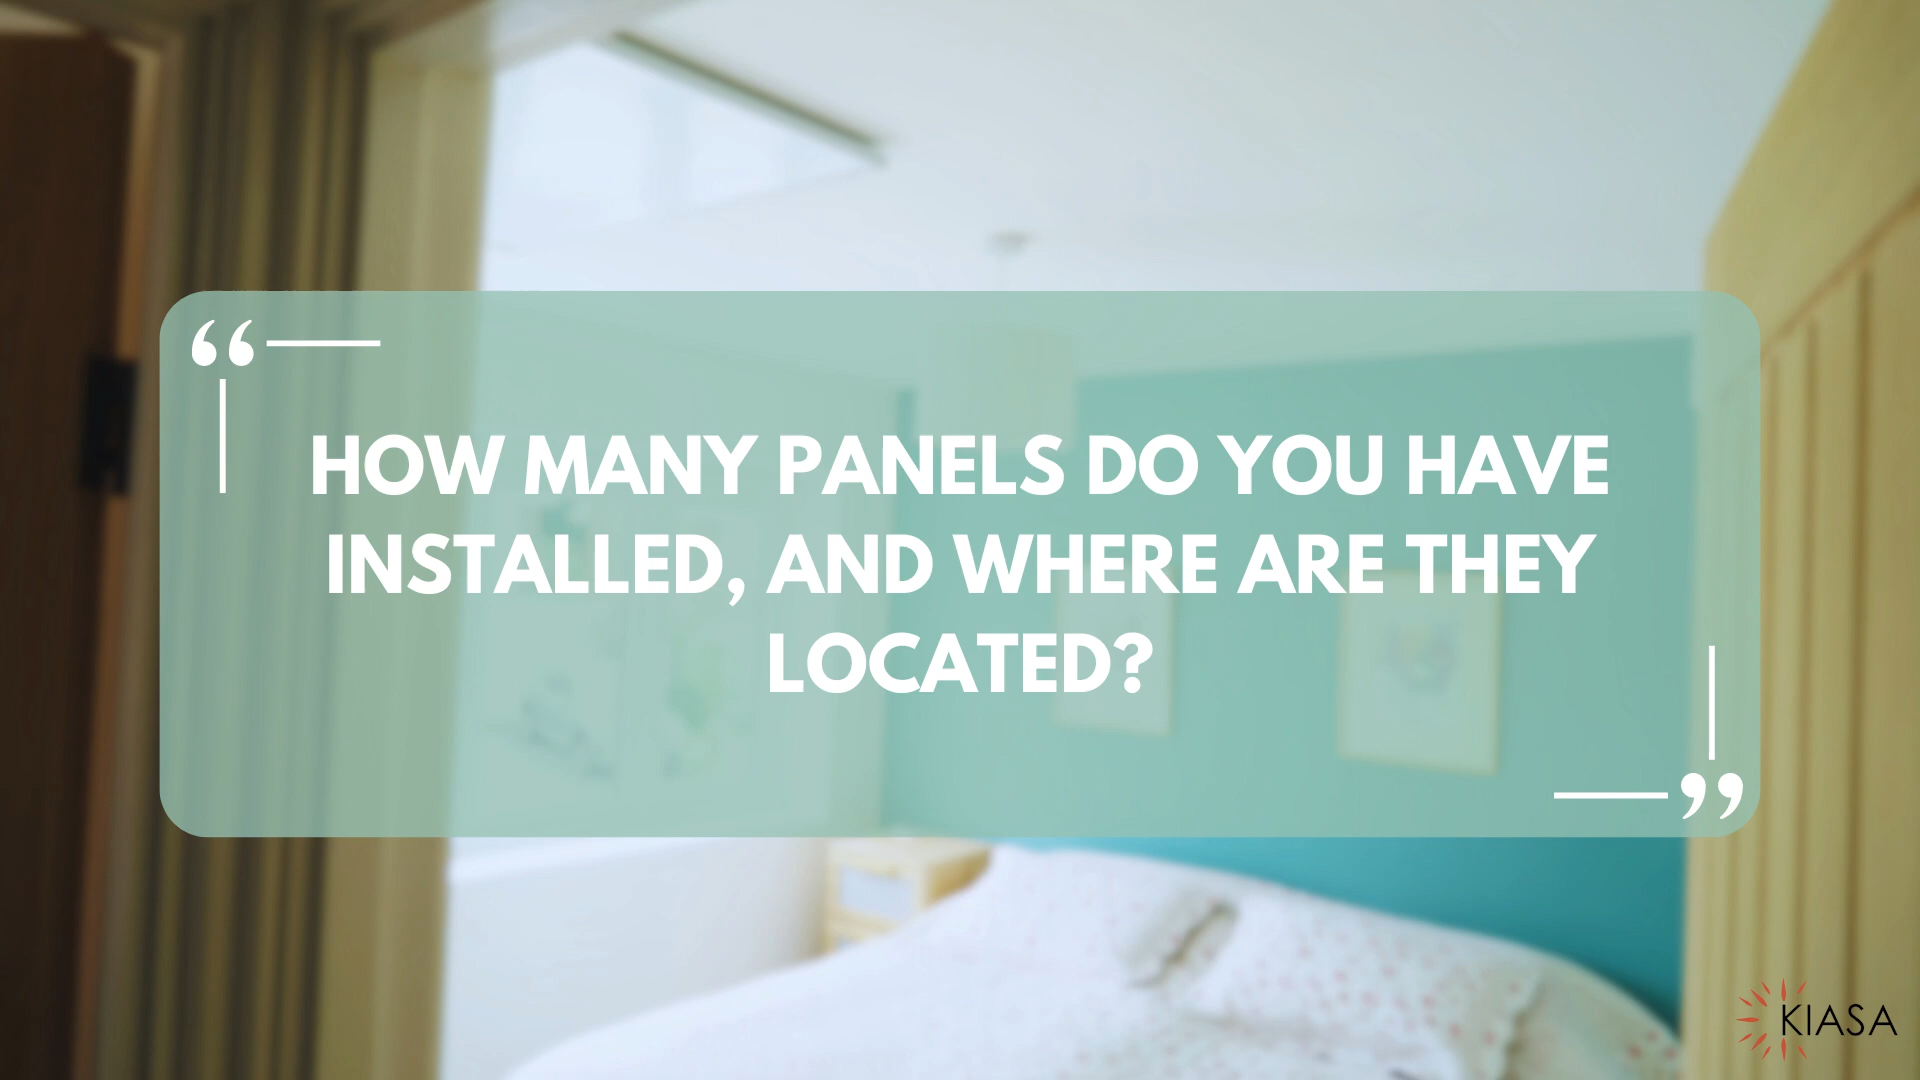 HOW MANY PANELS DO YOU HAVE
INSTALLED, AND WHERE ARE THEY
LOCATED?
KIASA